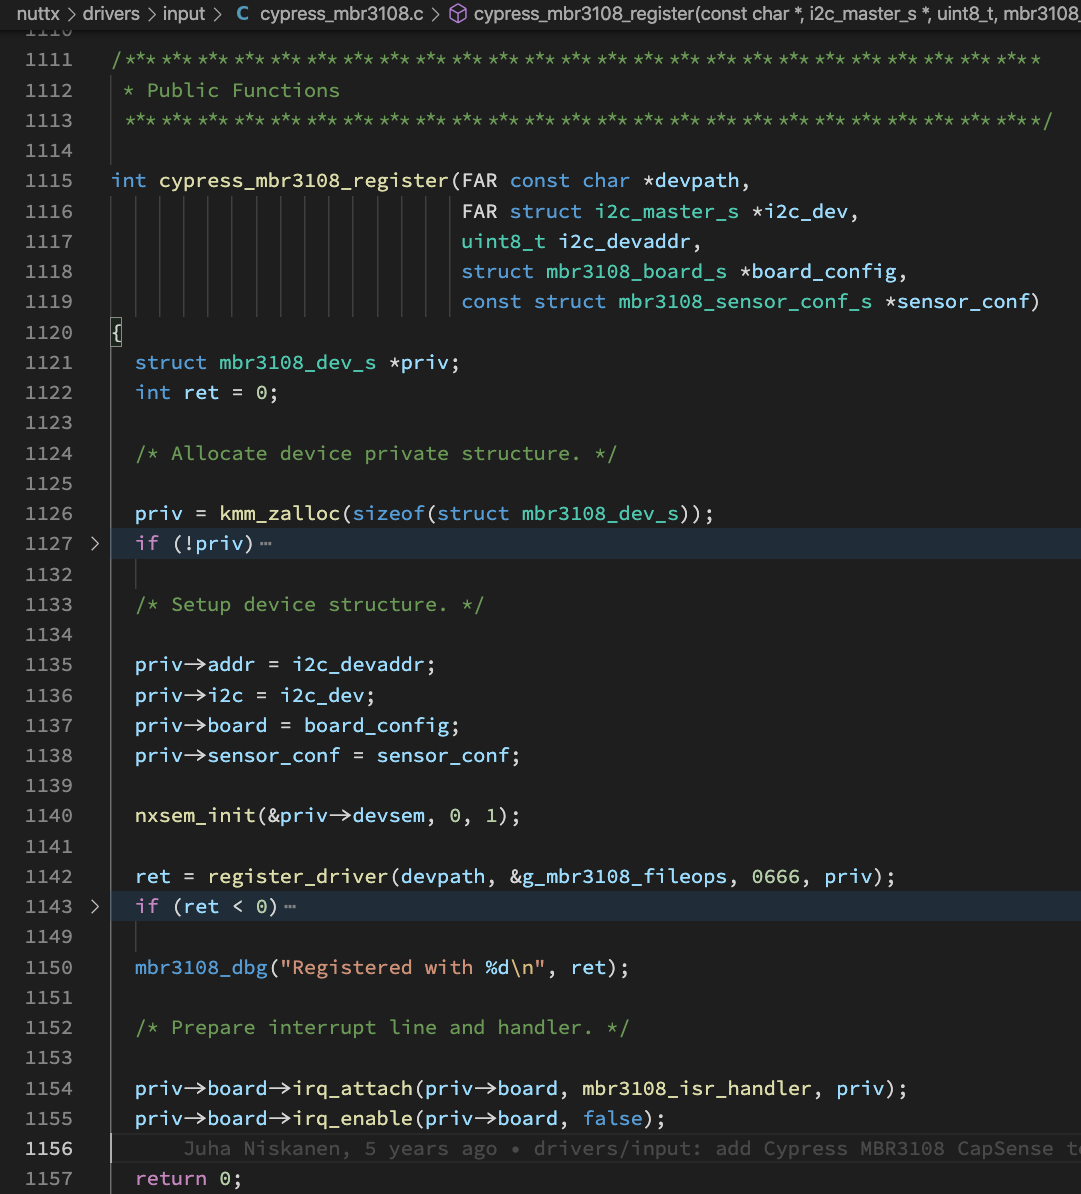 nuttx > drivers > input > C cypress_mbr3108.c > cypress_mbr3108_register(const char *, i2c_master_s *, uint8_t, mbr3108_
1110
1111 /****************************************************************************
1112  * Public Functions
1113  ****************************************************************************/
1114
1115 int cypress_mbr3108_register(FAR const char *devpath,
1116                              FAR struct i2c_master_s *i2c_dev,
1117                              uint8_t i2c_devaddr,
1118                              struct mbr3108_board_s *board_config,
1119                              const struct mbr3108_sensor_conf_s *sensor_conf)
1120 {
1121   struct mbr3108_dev_s *priv;
1122   int ret = 0;
1123
1124   /* Allocate device private structure. */
1125
1126   priv = kmm_zalloc(sizeof(struct mbr3108_dev_s));
1127 > if (!priv) ⋯
1132
1133   /* Setup device structure. */
1134
1135   priv->addr = i2c_devaddr;
1136   priv->i2c = i2c_dev;
1137   priv->board = board_config;
1138   priv->sensor_conf = sensor_conf;
1139
1140   nxsem_init(&priv->devsem, 0, 1);
1141
1142   ret = register_driver(devpath, &g_mbr3108_fileops, 0666, priv);
1143 > if (ret < 0) ⋯
1149
1150   mbr3108_dbg("Registered with %d\n", ret);
1151
1152   /* Prepare interrupt line and handler. */
1153
1154   priv->board->irq_attach(priv->board, mbr3108_isr_handler, priv);
1155   priv->board->irq_enable(priv->board, false);
1156       Juha Niskanen, 5 years ago • drivers/input: add Cypress MBR3108 CapSense
1157   return 0;